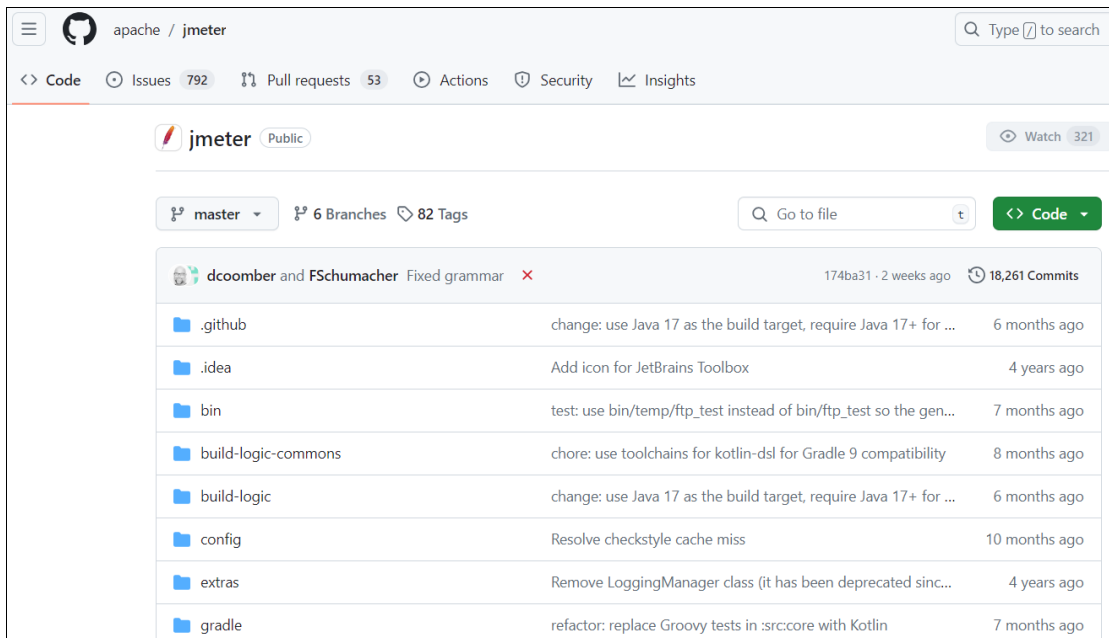 apache / jmeter
Type / to search
Code Issues 792 Pull requests 53 Actions Security Insights
jmeter Public
Watch 321
master 6 Branches 82 Tags Go to file t Code
dcoomber and FSchumacher Fixed grammar 174ba31 · 2 weeks ago 18,261 Commits
.github change: use Java 17 as the build target, require Java 17+ for ... 6 months ago
.idea Add icon for JetBrains Toolbox 4 years ago
bin test: use bin/temp/ftp_test instead of bin/ftp_test so the gen... 7 months ago
build-logic-commons chore: use toolchains for kotlin-dsl for Gradle 9 compatibility 8 months ago
build-logic change: use Java 17 as the build target, require Java 17+ for ... 6 months ago
config Resolve checkstyle cache miss 10 months ago
extras Remove LoggingManager class (it has been deprecated sinc... 4 years ago
gradle refactor: replace Groovy tests in :src:core with Kotlin 7 months ago